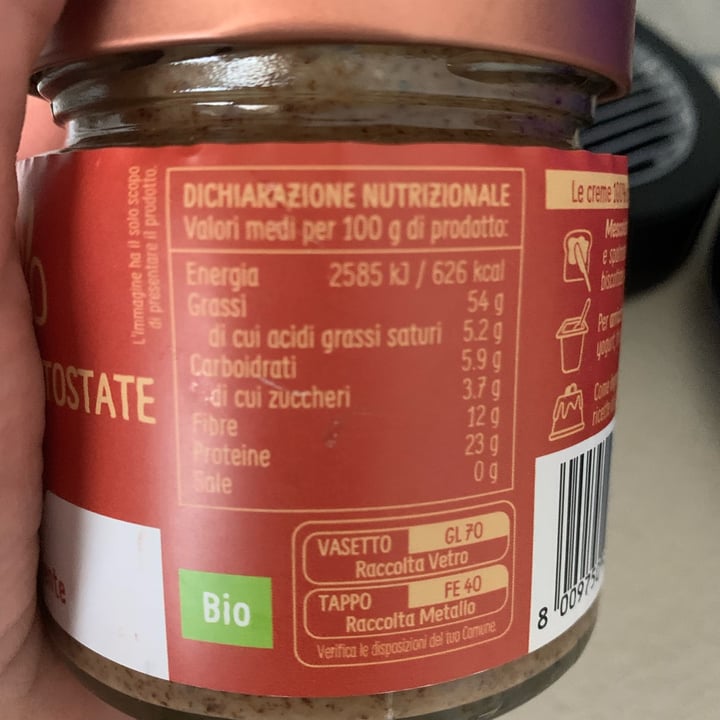 L'immagine ha il solo scopo
di presentare il prodotto.
TOSTATE
DICHIARAZIONE NUTRIZIONALE
Valori medi per 100 g di prodotto:
Energia 2585 kJ / 626 kcal
Grassi 54 g
di cui acidi grassi saturi 5.2 g
Carboidrati 5.9 g
di cui zuccheri 3.7 g
Fibre 12 g
Proteine 23 g
Sale 0 g
VASETTO GL 70
Raccolta Vetro
TAPPO FE 40
Raccolta Metallo
Verifica le disposizioni del tuo Comune.
Bio
Le creme 100%
e
Per
8 00975